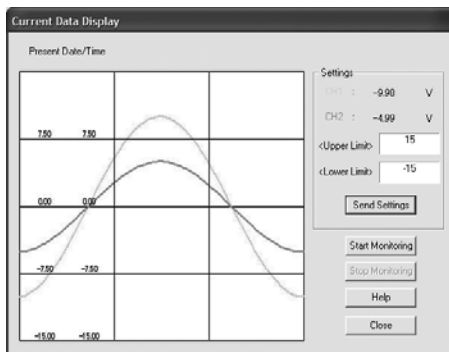 Current Data Display
Present Date/Time
7.50 7.50
0.00 0.00
-7.50 -7.50
-15.00 -15.00
Settings
CH1 : -9.90 V
CH2 : -4.99 V
<Upper Limit> 15
<Lower Limit> -15
Send Settings
Start Monitoring
Stop Monitoring
Help
Close